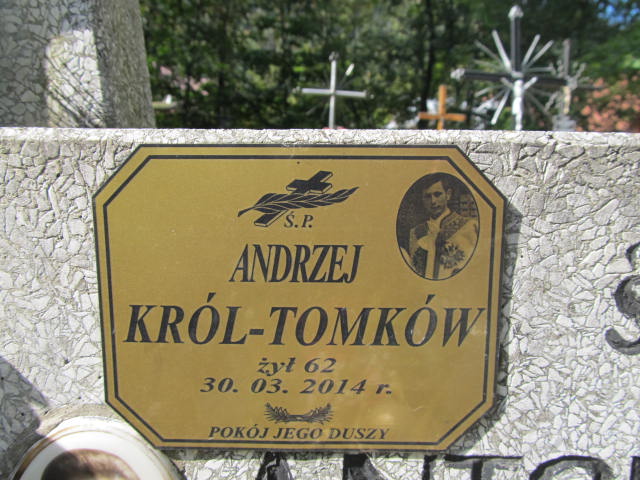 Ś.P.
ANDRZEJ
KRÓL-TOMKÓW
żył 62
30. 03. 2014 r.
POKÓJ JEGO DUSZY